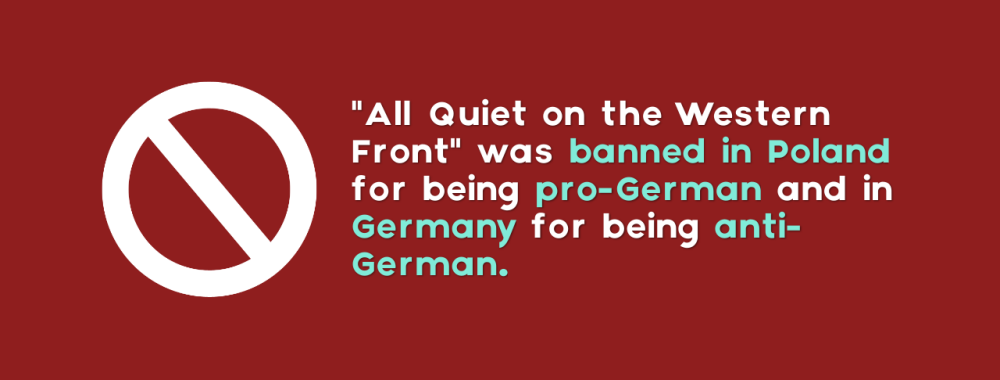 "All Quiet on the Western
Front" was banned in Poland
for being pro-German and in
Germany for being anti-
German.